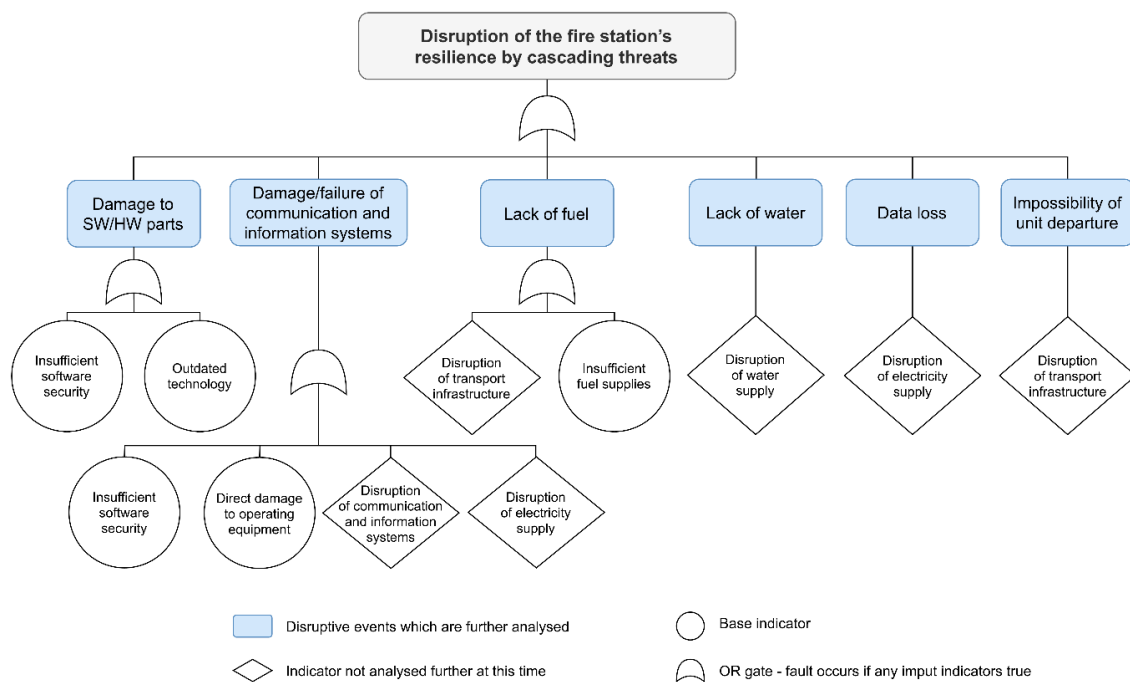 Disruption of the fire station's
resilience by cascading threats
Damage to
SW/HW parts
Damage/failure of
communication and
information systems
Lack of fuel
Lack of water
Data loss
Impossibility of
unit departure
Insufficient
software
security
Outdated
technology
Disruption
of transport
infrastructure
Insufficient
fuel supplies
Disruption
of water
supply
Disruption
of electricity
supply
Disruption
of transport
infrastructure
Insufficient
software
security
Direct damage
to operating
equipment
Disruption
of communication
and information
systems
Disruption
of electricity
supply
Disruptive events which are further analysed
Base indicator
Indicator not analysed further at this time
OR gate - fault occurs if any imput indicators true